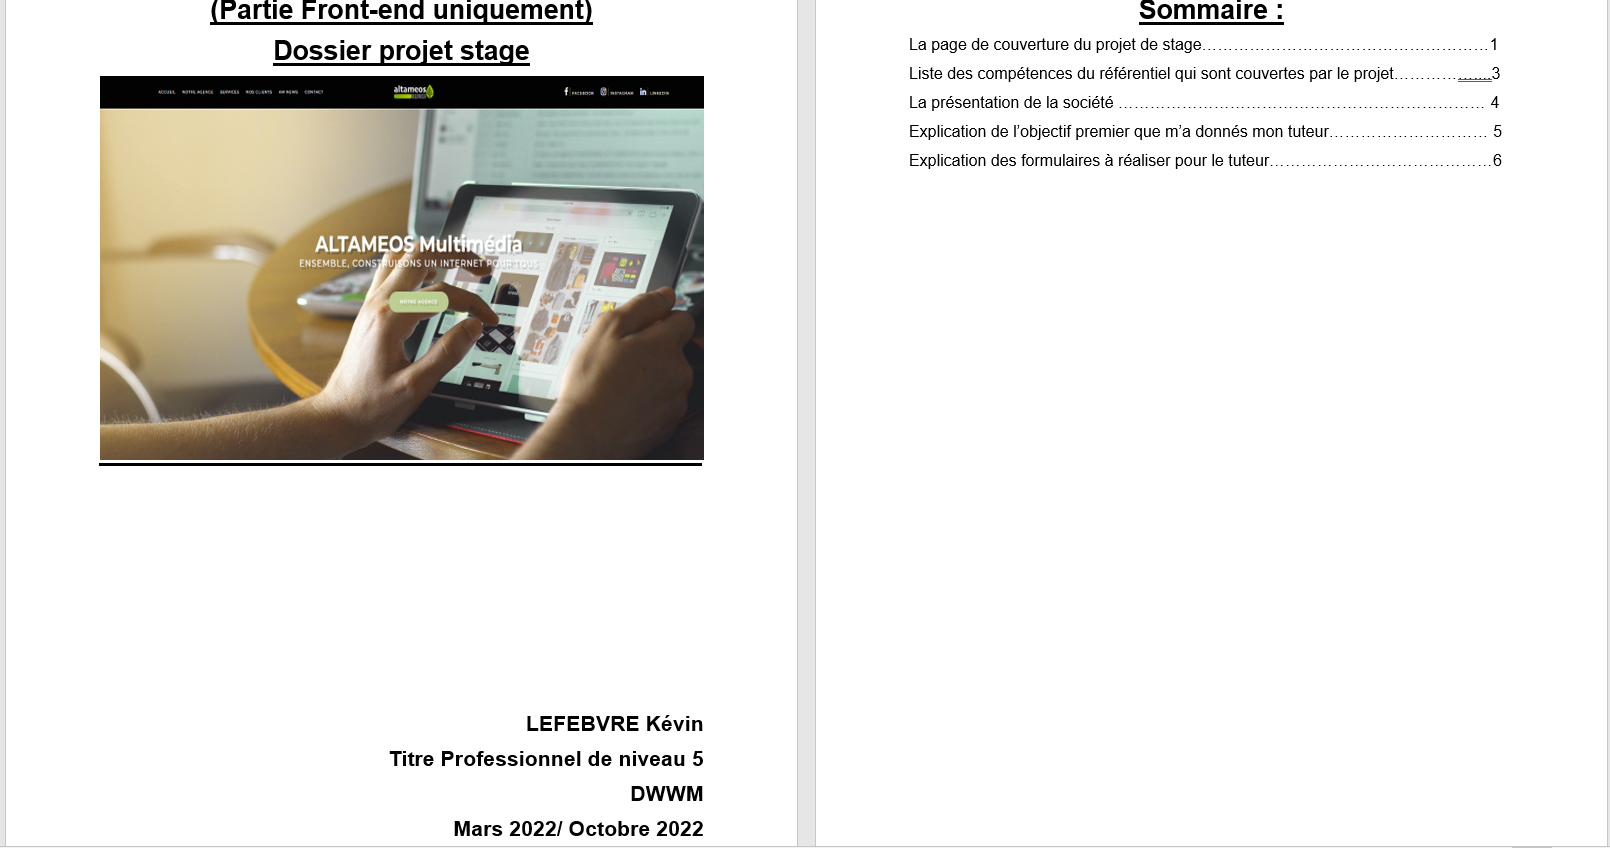 (Partie Front-end uniquement)
Dossier projet stage
ACCUEIL NOTRE AGENCE SERVICES NOS CLIENTS AM NEWS CONTACT
altameos
FACEBOOK INSTAGRAM LINKEDIN
ALTAMEOS Multimédia
ENSEMBLE, CONSTRUISONS UN INTERNET POUR TOUS
NOTRE AGENCE
LEFEBVRE Kévin
Titre Professionnel de niveau 5
DWWM
Mars 2022/ Octobre 2022
Sommaire :
La page de couverture du projet de stage………………………………………………1
Liste des compétences du référentiel qui sont couvertes par le projet……………….3
La présentation de la société …………………………………………………………… 4
Explication de l’objectif premier que m’a donnés mon tuteur………………………… 5
Explication des formulaires à réaliser pour le tuteur……………………………………6